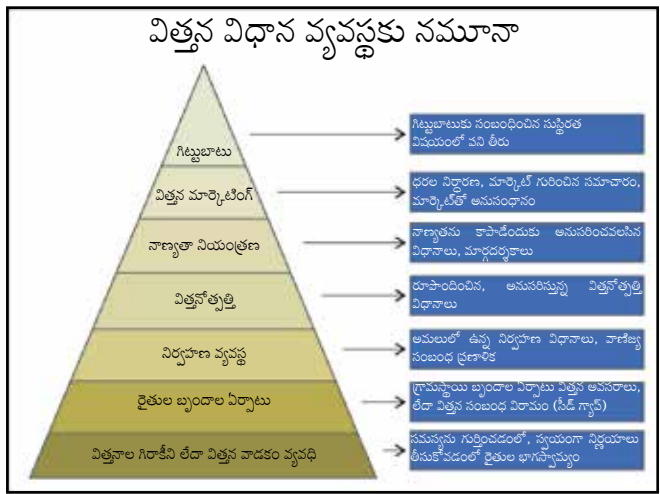 విత్తన విధాన వ్యవస్థకు నమూనా
గిట్టుబాటు
గిట్టుబాటుకు సంబంధించిన సుస్థిరత
విషయంలో పని తీరు
విత్తన మార్కెటింగ్
ధరల నిర్ధారణ, మార్కెట్ గురించిన సమాచారం,
మార్కెట్‌తో అనుసంధానం
నాణ్యతా నియంత్రణ
నాణ్యతను కాపాడేందుకు అనుసరించవలసిన
విధానాలు, మార్గదర్శకాలు
విత్తనోత్పత్తి
రూపొందించిన, అనుసరిస్తున్న విత్తనోత్పత్తి
విధానాలు
నిర్వహణ వ్యవస్థ
అమలులో ఉన్న నిర్వహణ విధానాలు, వాణిజ్య
సంబంధ ప్రణాళిక
రైతుల బృందాల ఏర్పాటు
గ్రామస్థాయి బృందాల ఏర్పాటు విత్తన అవసరాలు,
లేదా విత్తన సంబంధ విరామం (సీడ్ గ్యాప్)
విత్తనాల గిరాకీని లేదా విత్తన వాడకం వ్యవధి
సమస్యను గుర్తించడంలో, స్వయంగా నిర్ణయాలు
తీసుకోవడంలో రైతుల భాగస్వామ్యం